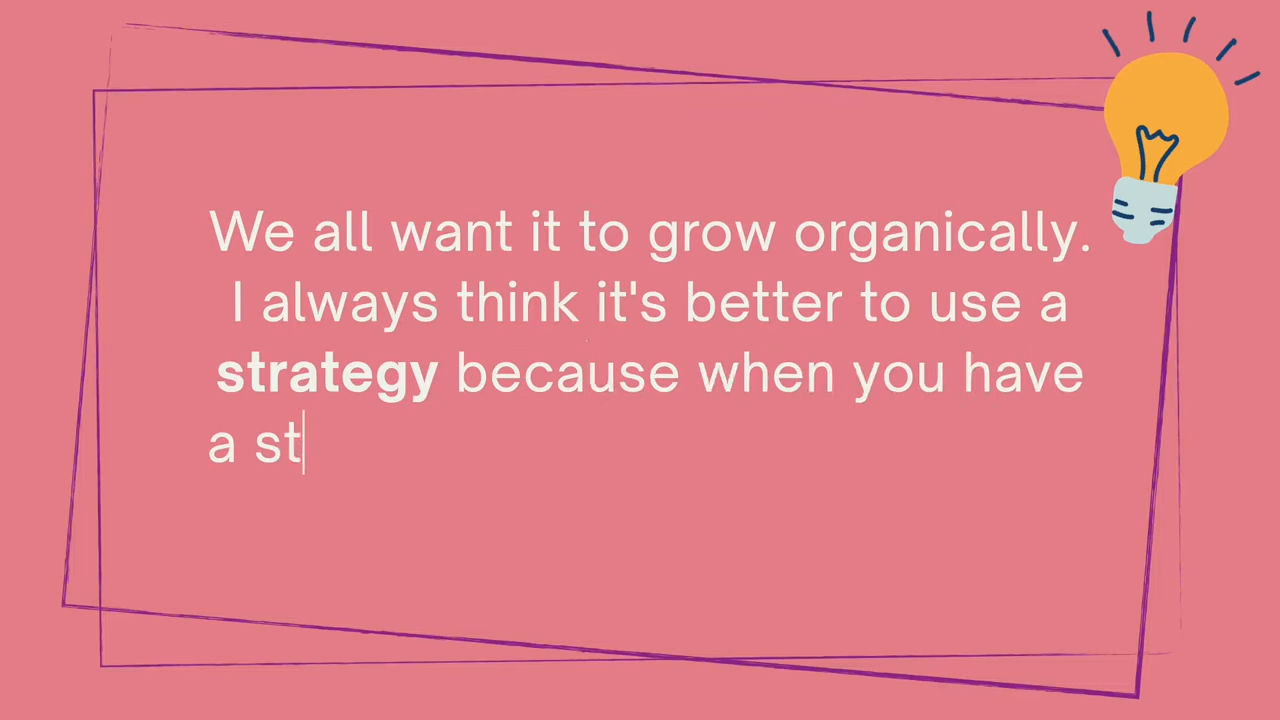 We all want it to grow organically.
I always think it's better to use a
strategy because when you have
a st